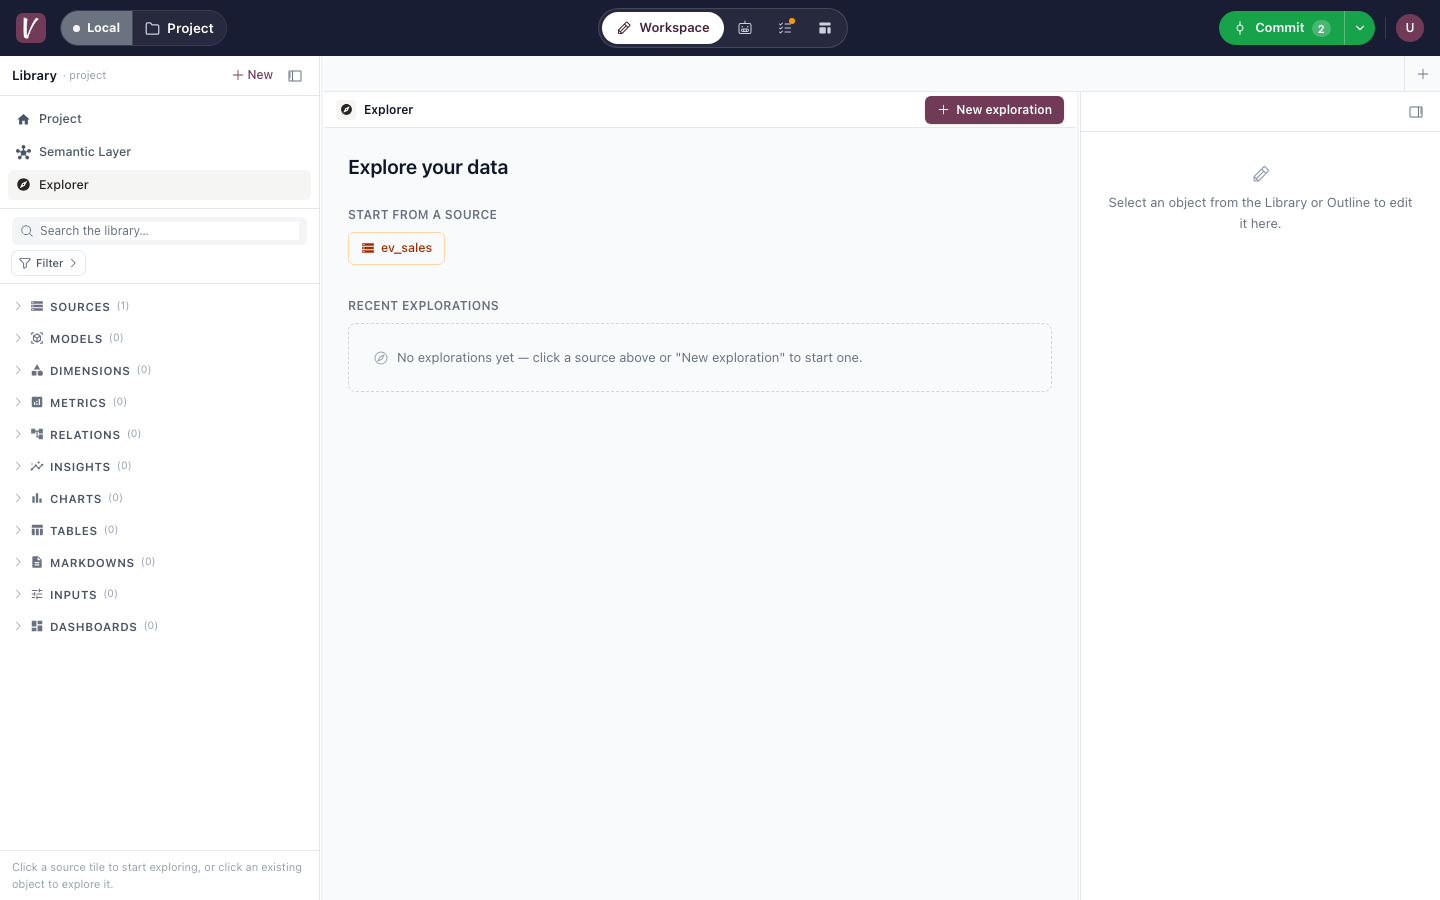 Local
Project
Workspace
Commit 2
U
Library · project
New
Project
Semantic Layer
Explorer
Search the library...
Filter
SOURCES (1)
MODELS (0)
DIMENSIONS (0)
METRICS (0)
RELATIONS (0)
INSIGHTS (0)
CHARTS (0)
TABLES (0)
MARKDOWNS (0)
INPUTS (0)
DASHBOARDS (0)
Click a source tile to start exploring, or click an existing
object to explore it.
Explorer
New exploration
Explore your data
START FROM A SOURCE
ev_sales
RECENT EXPLORATIONS
No explorations yet — click a source above or "New exploration" to start one.
Select an object from the Library or Outline to edit
it here.